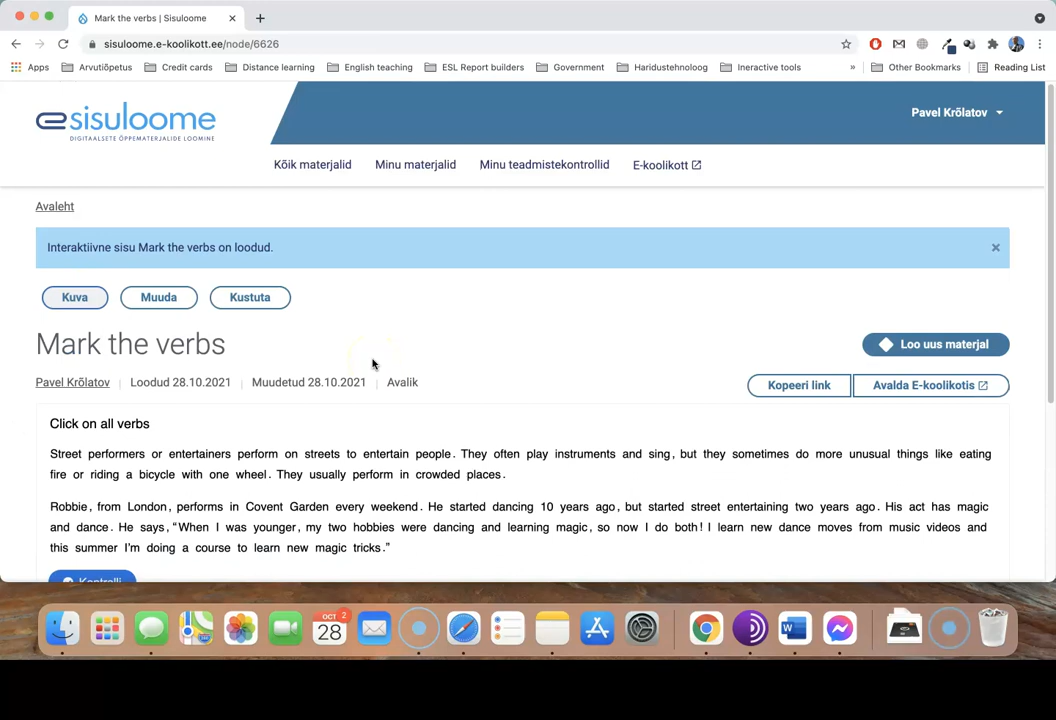 Mark the verbs | Sisuloome
sisuloome.e-koolikott.ee/node/6626
Apps Arvutiõpetus Credit cards Distance learning English teaching ESL Report builders Government Haridustehnoloog Ineractive tools » Other Bookmarks Reading List
esisuloome
DIGITAALSETE ÕPPEMATERJALIDE LOOMINE
Pavel Krõlatov
Kõik materjalid Minu materjalid Minu teadmistekontrollid E-koolikott
Avaleht
Interaktiivne sisu Mark the verbs on loodud.
Kuva Muuda Kustuta
Mark the verbs
Loo uus materjal
Pavel Krõlatov | Loodud 28.10.2021 | Muudetud 28.10.2021 | Avalik
Kopeeri link Avalda E-koolikotis
Click on all verbs
Street performers or entertainers perform on streets to entertain people. They often play instruments and sing, but they sometimes do more unusual things like eating
fire or riding a bicycle with one wheel. They usually perform in crowded places.
Robbie, from London, performs in Covent Garden every weekend. He started dancing 10 years ago, but started street entertaining two years ago. His act has magic
and dance. He says, “When I was younger, my two hobbies were dancing and learning magic, so now I do both! I learn new dance moves from music videos and
this summer I’m doing a course to learn new magic tricks.”
Kontrolli
OCT 2
28